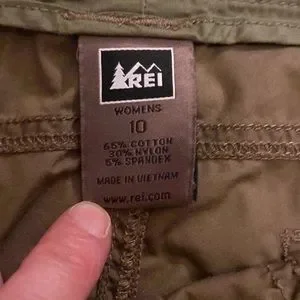 REI
WOMENS
10
65% COTTON
30% NYLON
5% SPANDEX
MADE IN VIETNAM
www.rei.com